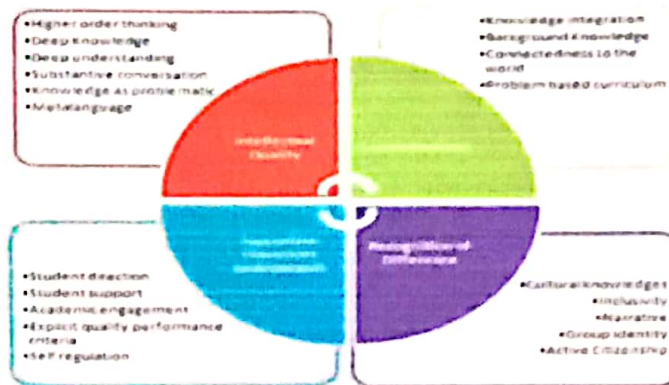 •Higher order thinking
•Deep Knowledge
•Deep understanding
•Substantive conversation
•Knowledge as problematic
•Metalanguage
•Knowledge integration
•Background Knowledge
•Connectedness to the
world
•Problem based curriculum
Intellectual
Quality
Recognition of
Difference
•Student direction
•Student support
•Academic engagement
•Explicit quality performance
criteria
•Self regulation
•Cultural knowledges
•Inclusivity
•Narrative
•Group identity
•Active Citizenship